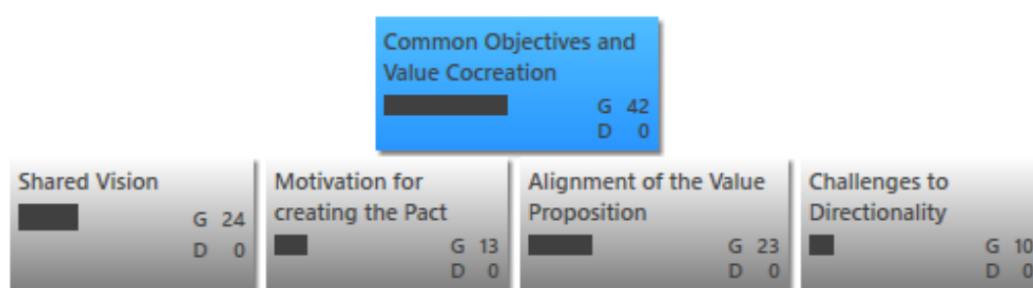 Common Objectives and
Value Cocreation
G 42
D 0
Shared Vision
G 24
D 0
Motivation for
creating the Pact
G 13
D 0
Alignment of the Value
Proposition
G 23
D 0
Challenges to
Directionality
G 10
D 0